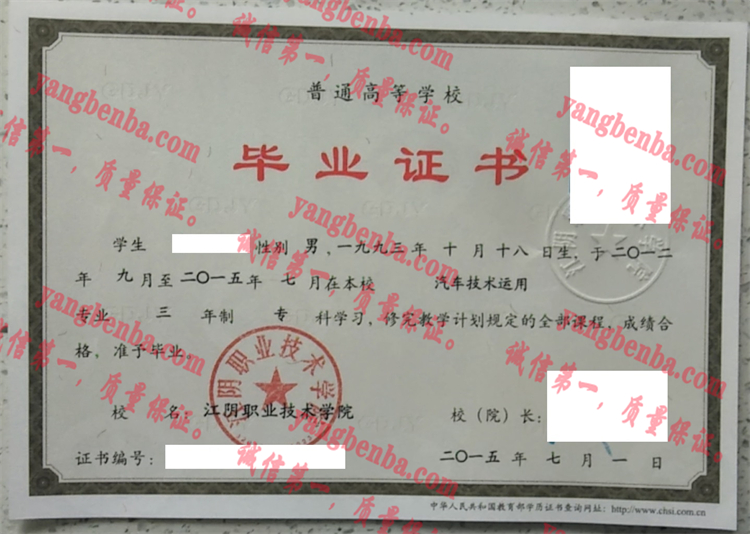 普通高等学校
毕业证书
学生 性别 男，一九九三年 十月十八日生，于二〇一二
年 九月至二〇一五年 七月在本校 汽车技术运用
专业 三 年制 专 科学习，修完教学计划规定的全部课程，成绩合
格，准予毕业。
校 名：江阴职业技术学院
校（院）长：
证书编号：
二〇一五年 七月 一日
中华人民共和国教育部学历证书查询网址：http://www.chsi.com.cn
江阴职业技术学
yangbenba.com
诚信第一，质量保证。